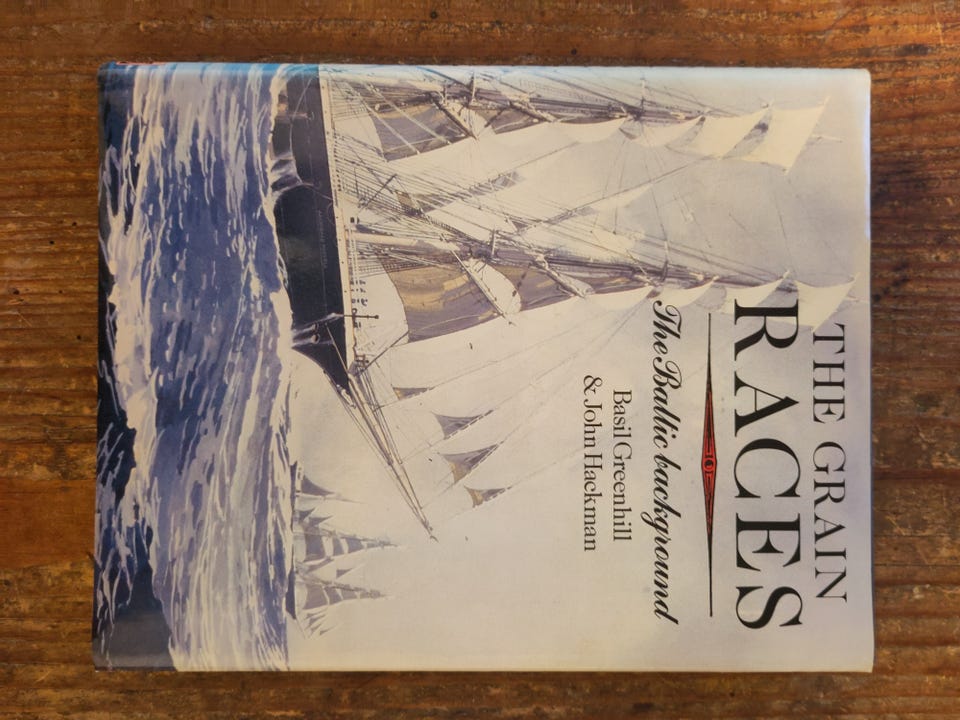 THE GRAIN
RACES
The Baltic background
Basil Greenhill
& John Hackman